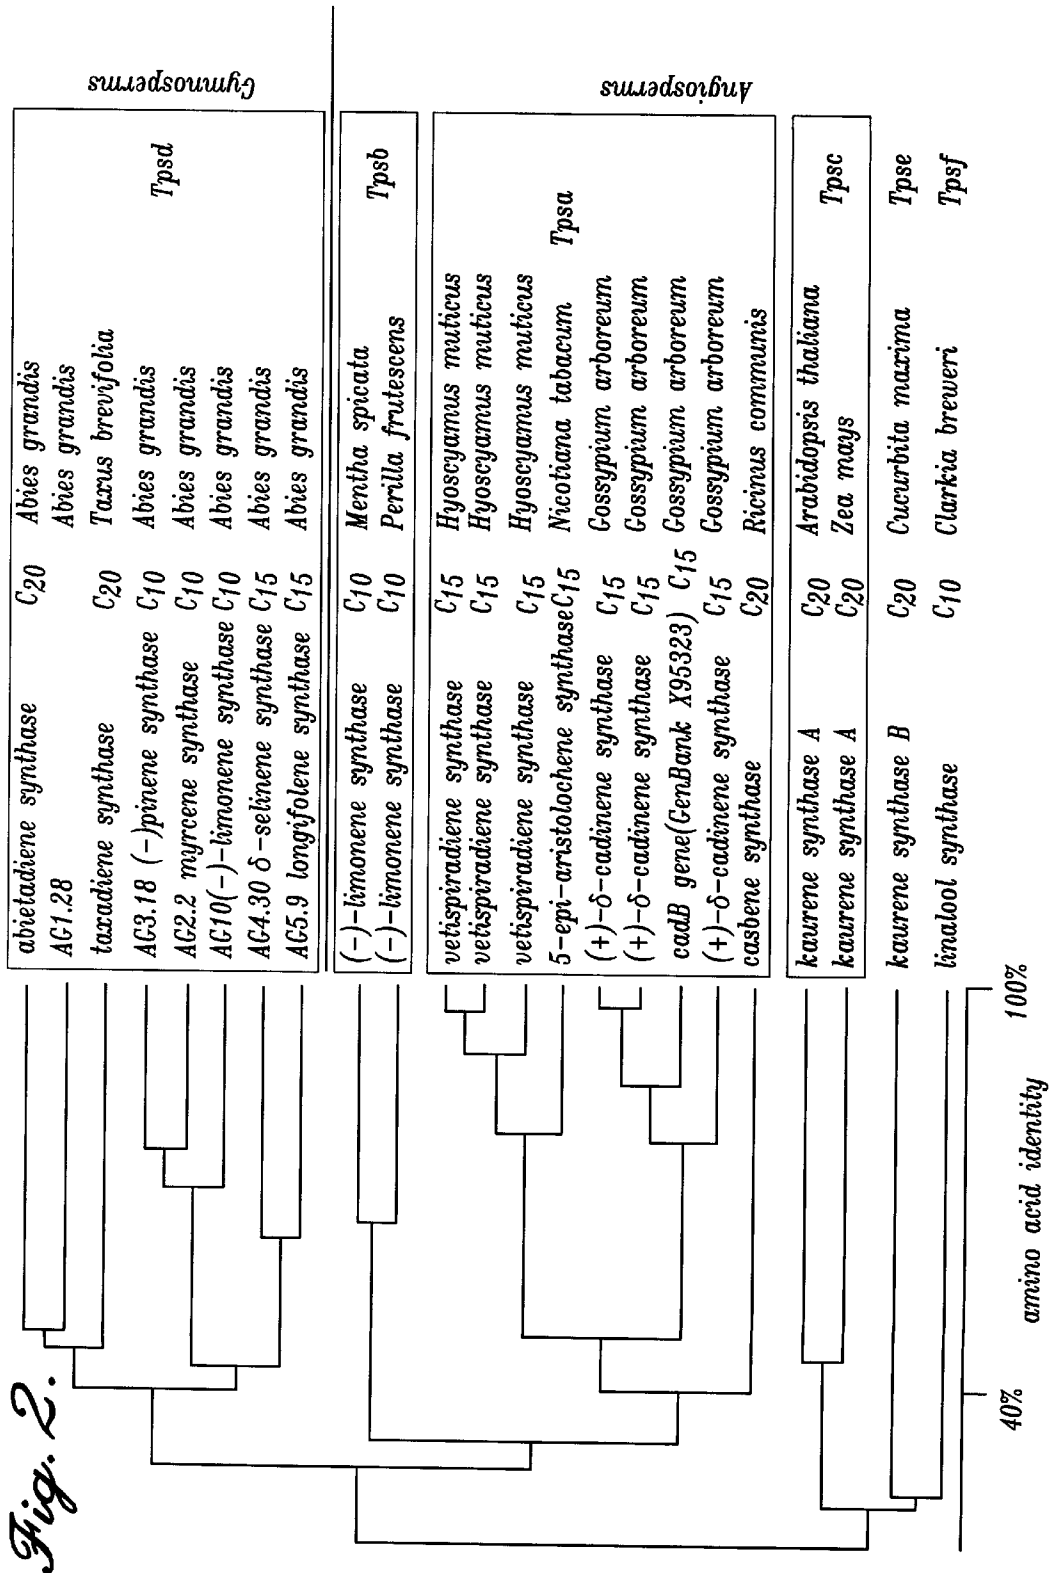 Fig. 2.
abietadiene synthase C20 Abies grandis
AG1.28 Abies grandis
taxadiene synthase C20 Taxus brevifolia
AG3.18 (-)pinene synthase C10 Abies grandis
AG2.2 myrcene synthase C10 Abies grandis
AG10(-)-limonene synthase C10 Abies grandis
AG4.30 δ-selinene synthase C15 Abies grandis
AG5.9 longifolene synthase C15 Abies grandis
Tpsd
Gymnosperms
(-)-limonene synthase C10 Mentha spicata
(-)-limonene synthase C10 Perilla frutescens
Tpsb
vetispiradiene synthase C15 Hyoscyamus muticus
vetispiradiene synthase C15 Hyoscyamus muticus
vetispiradiene synthase C15 Hyoscyamus muticus
5-epi-aristolochene synthaseC15 Nicotiana tabacum
(+)-δ-cadinene synthase C15 Gossypium arboreum
(+)-δ-cadinene synthase C15 Gossypium arboreum
cadB gene(GenBank X95323) C15 Gossypium arboreum
(+)-δ-cadinene synthase C15 Gossypium arboreum
casbene synthase C20 Ricinus communis
Tpsa
Angiosperms
kaurene synthase A C20 Arabidopsis thaliana
kaurene synthase A C20 Zea mays
Tpsc
kaurene synthase B C20 Cucurbita maxima Tpse
linalool synthase C10 Clarkia breweri Tpsf
40% 100%
amino acid identity